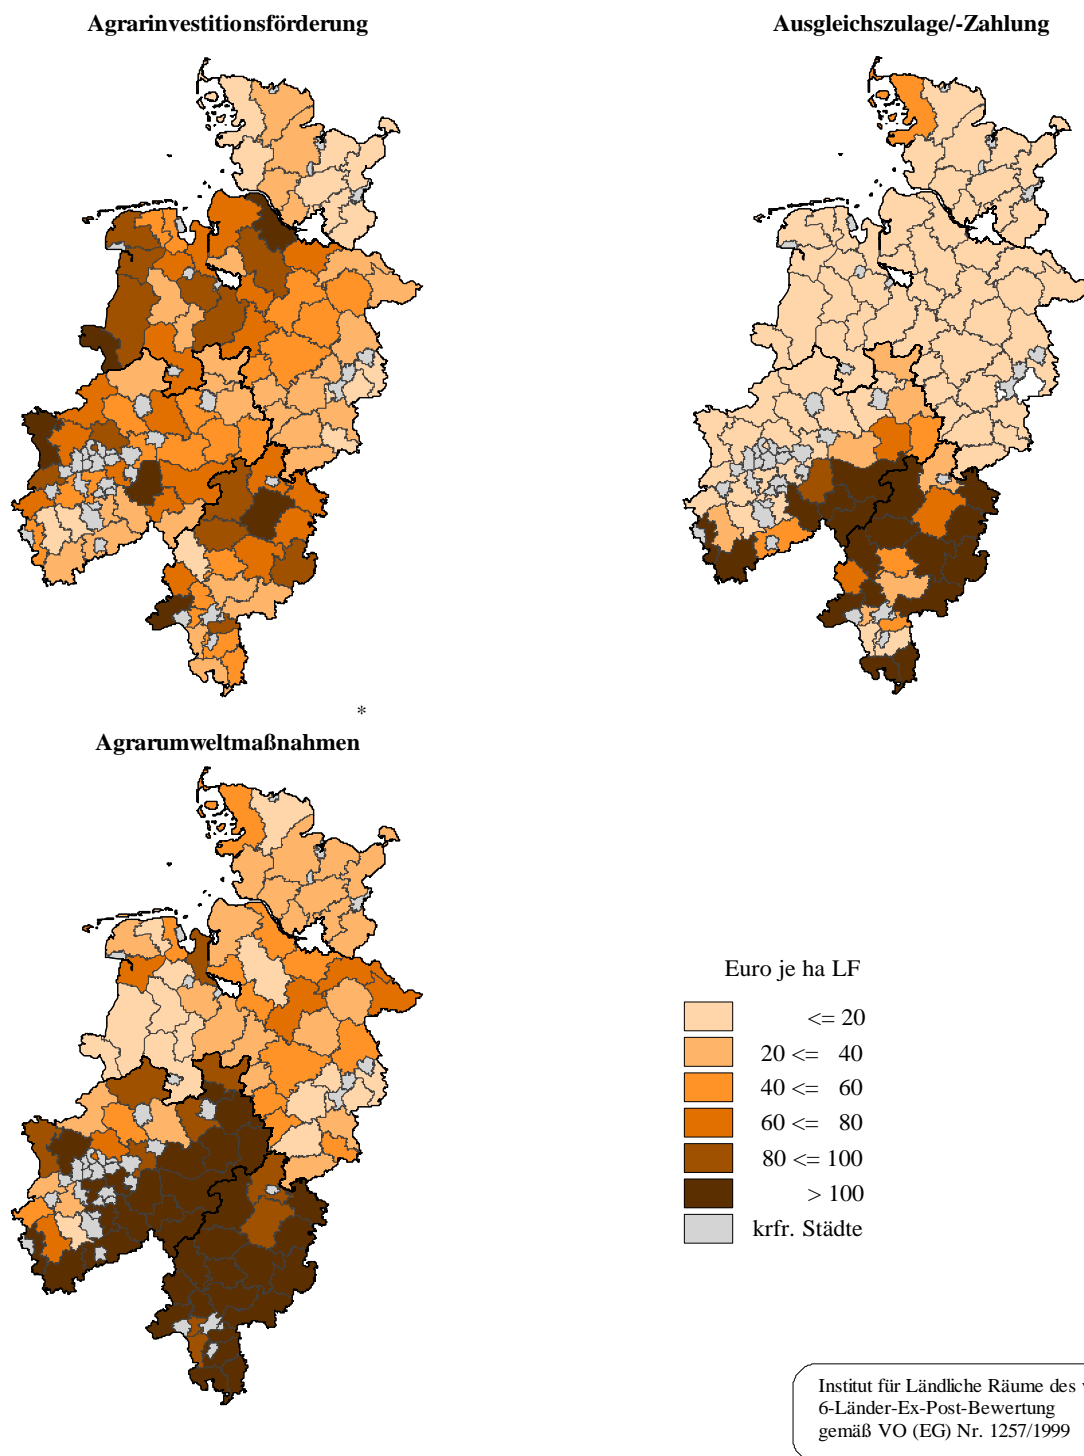 Agrarinvestitionsförderung
Ausgleichszulage/-Zahlung
*
Agrarumweltmaßnahmen
Euro je ha LF
<= 20
20 <= 40
40 <= 60
60 <= 80
80 <= 100
> 100
krfr. Städte
Institut für Ländliche Räume des
6-Länder-Ex-Post-Bewertung
gemäß VO (EG) Nr. 1257/1999